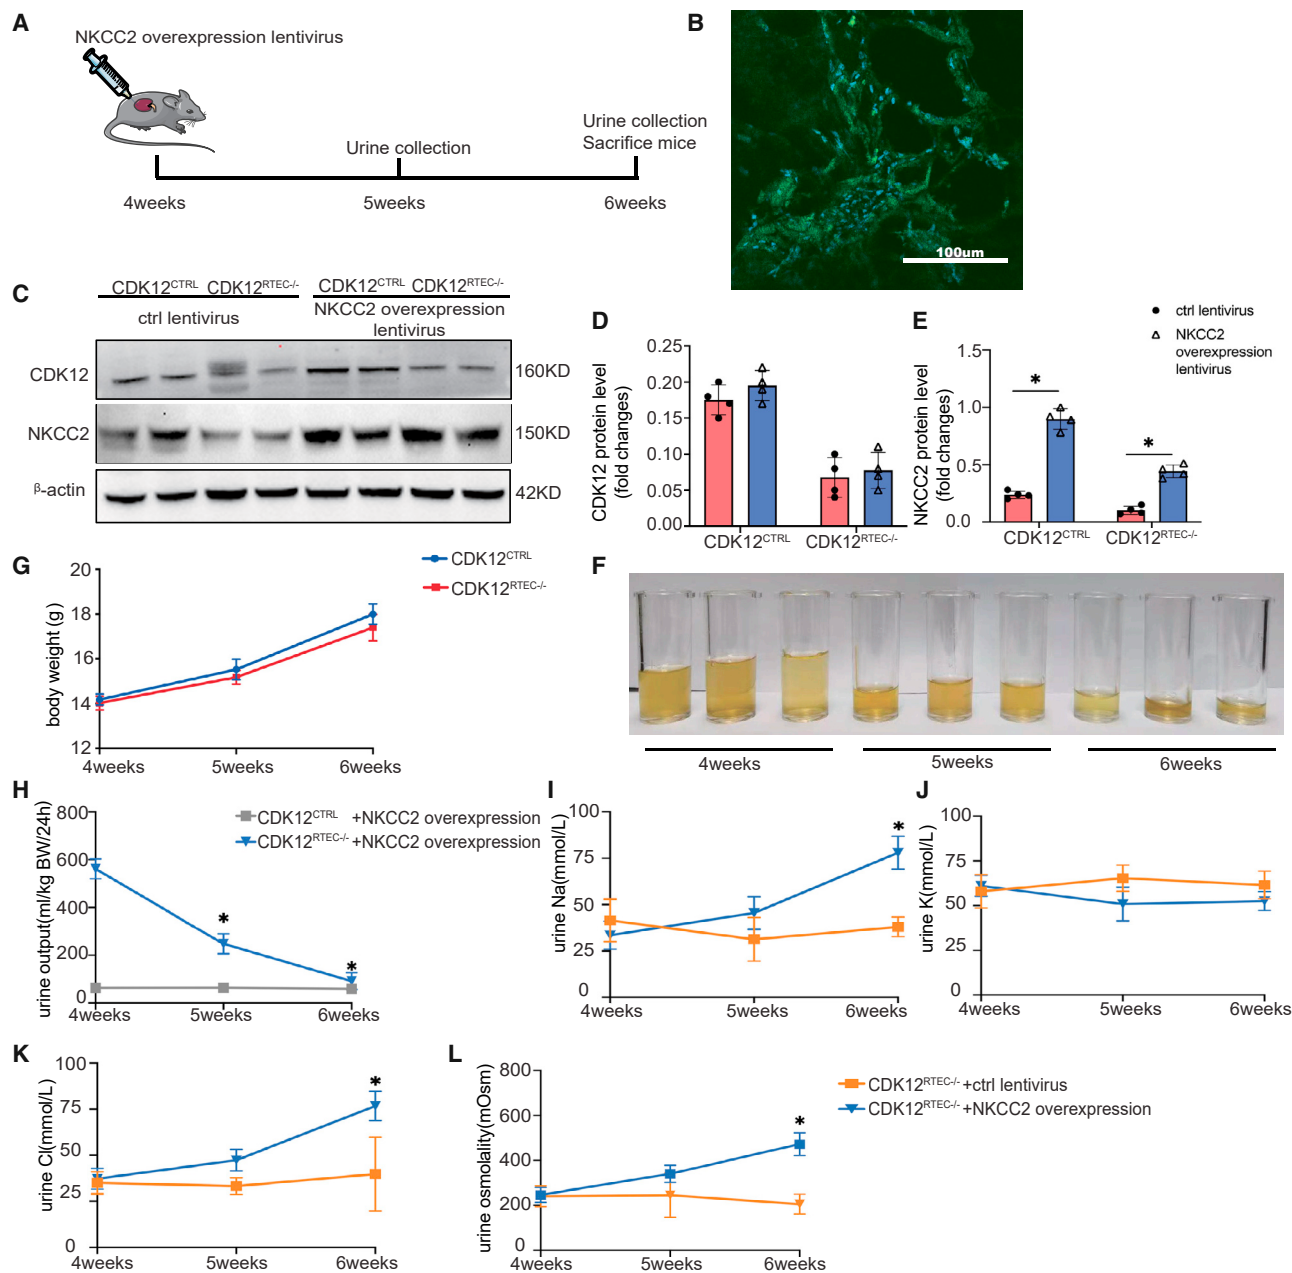 A
NKCC2 overexpression lentivirus
Urine collection
Urine collection
Sacrifice mice
4weeks
5weeks
6weeks
B
100um
C
CDK12CTRL CDK12RTEC-/- CDK12CTRL CDK12RTEC-/-
ctrl lentivirus
NKCC2 overexpression
lentivirus
CDK12
160KD
NKCC2
150KD
β-actin
42KD
D
CDK12 protein level
(fold changes)
0.25
0.20
0.15
0.10
0.05
0.00
CDK12CTRL CDK12RTEC-/-
E
ctrl lentivirus
NKCC2
overexpression
lentivirus
NKCC2 protein level
(fold changes)
1.5
1.0
0.5
0.0
*
*
CDK12CTRL CDK12RTEC-/-
G
CDK12CTRL
CDK12RTEC-/-
body weight (g)
20
18
16
14
12
4weeks 5weeks 6weeks
F
4weeks
5weeks
6weeks
H
CDK12CTRL +NKCC2 overexpression
CDK12RTEC-/- +NKCC2 overexpression
urine output(ml/kg BW/24h)
800
600
400
200
0
*
*
4weeks 5weeks 6weeks
I
urine Na(mmol/L)
100
75
50
25
0
*
4weeks 5weeks 6weeks
J
urine K(mmol/L)
100
75
50
25
0
4weeks 5weeks 6weeks
K
urine Cl(mmol/L)
100
75
50
25
0
*
4weeks 5weeks 6weeks
L
urine osmolality(mOsm)
800
600
400
200
0
*
4weeks 5weeks 6weeks
CDK12RTEC-/- +ctrl lentivirus
CDK12RTEC-/- +NKCC2 overexpression